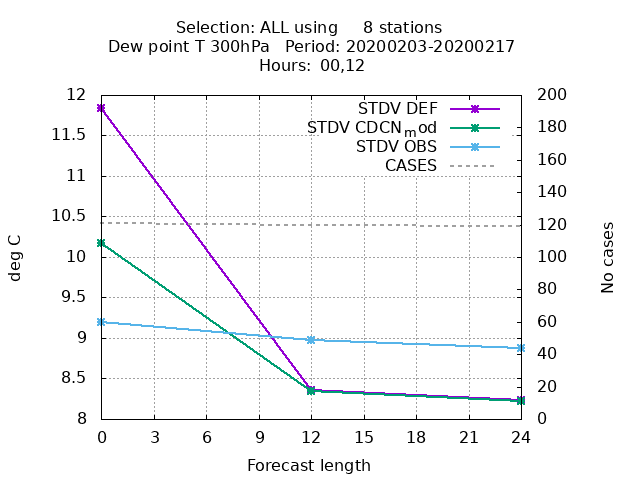 Selection: ALL using     8 stations
Dew point T 300hPa   Period: 20200203-20200217
Hours: 00,12
STDV DEF
STDV CDCNmod
STDV OBS
CASES
12
11.5
11
10.5
10
9.5
9
8.5
8
200
180
160
140
120
100
80
60
40
20
0
deg C
No cases
0 3 6 9 12 15 18 21 24
Forecast length